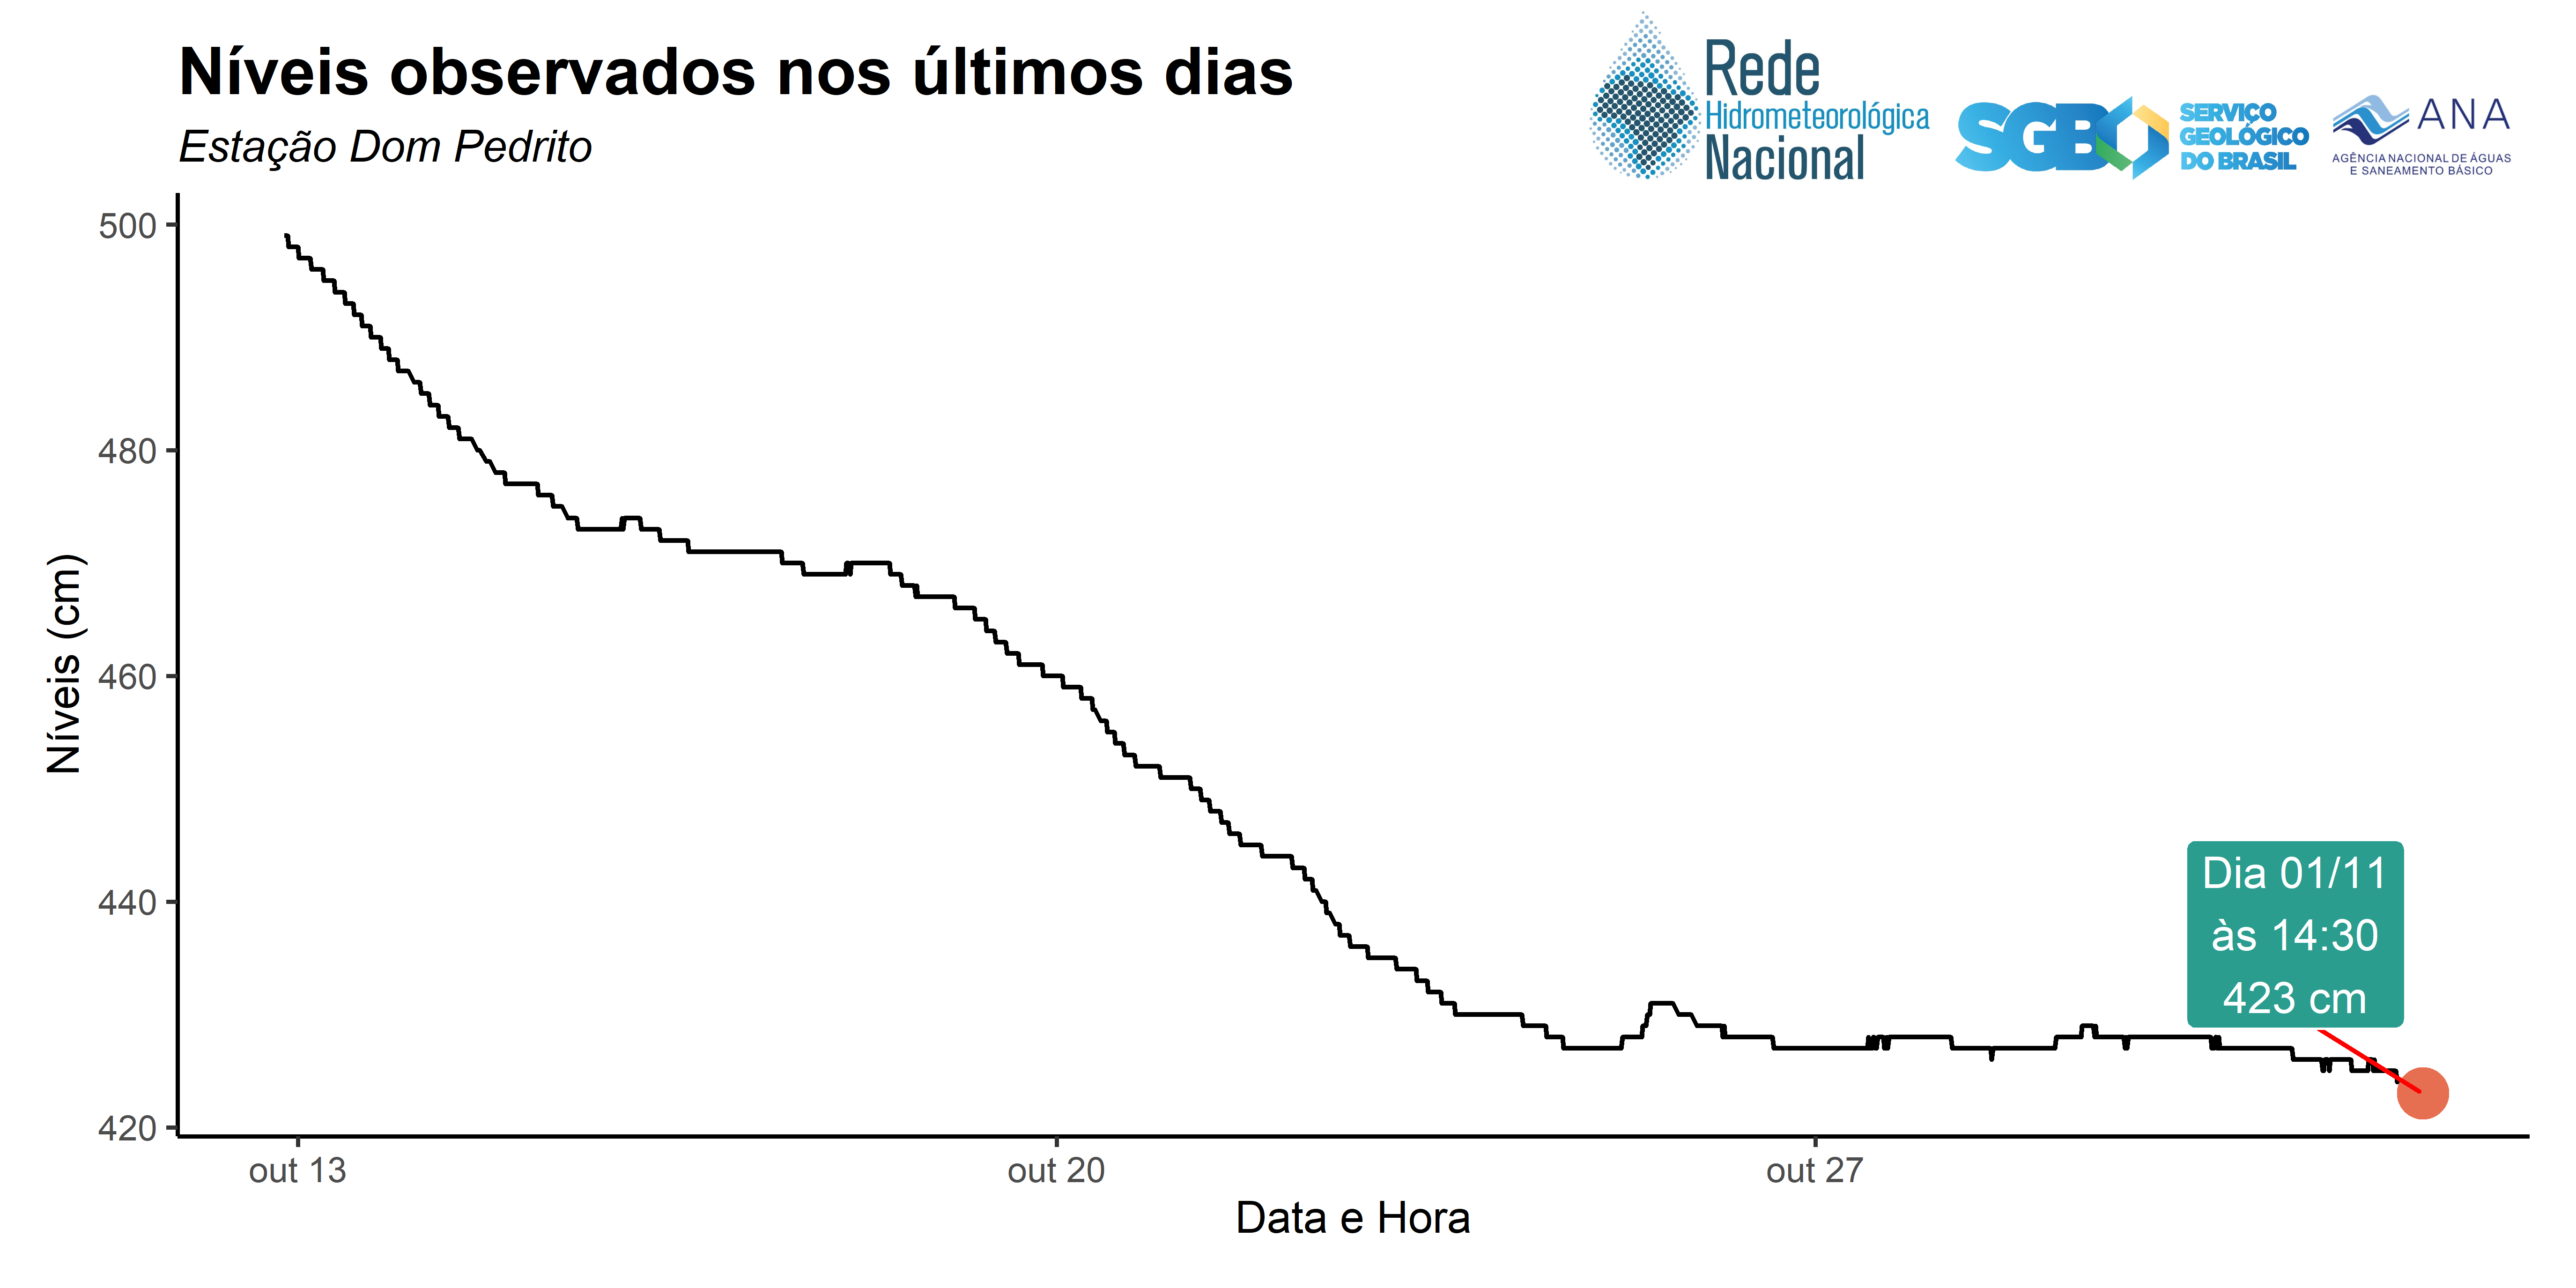 Níveis observados nos últimos dias
Estação Dom Pedrito
Rede
Hidrometeorológica
Nacional
SGB
SERVIÇO
GEOLÓGICO
DO BRASIL
ANA
AGÊNCIA NACIONAL DE ÁGUAS
E SANEAMENTO BÁSICO
Níveis (cm)
500
480
460
440
420
Dia 01/11
às 14:30
423 cm
out 13
out 20
out 27
Data e Hora